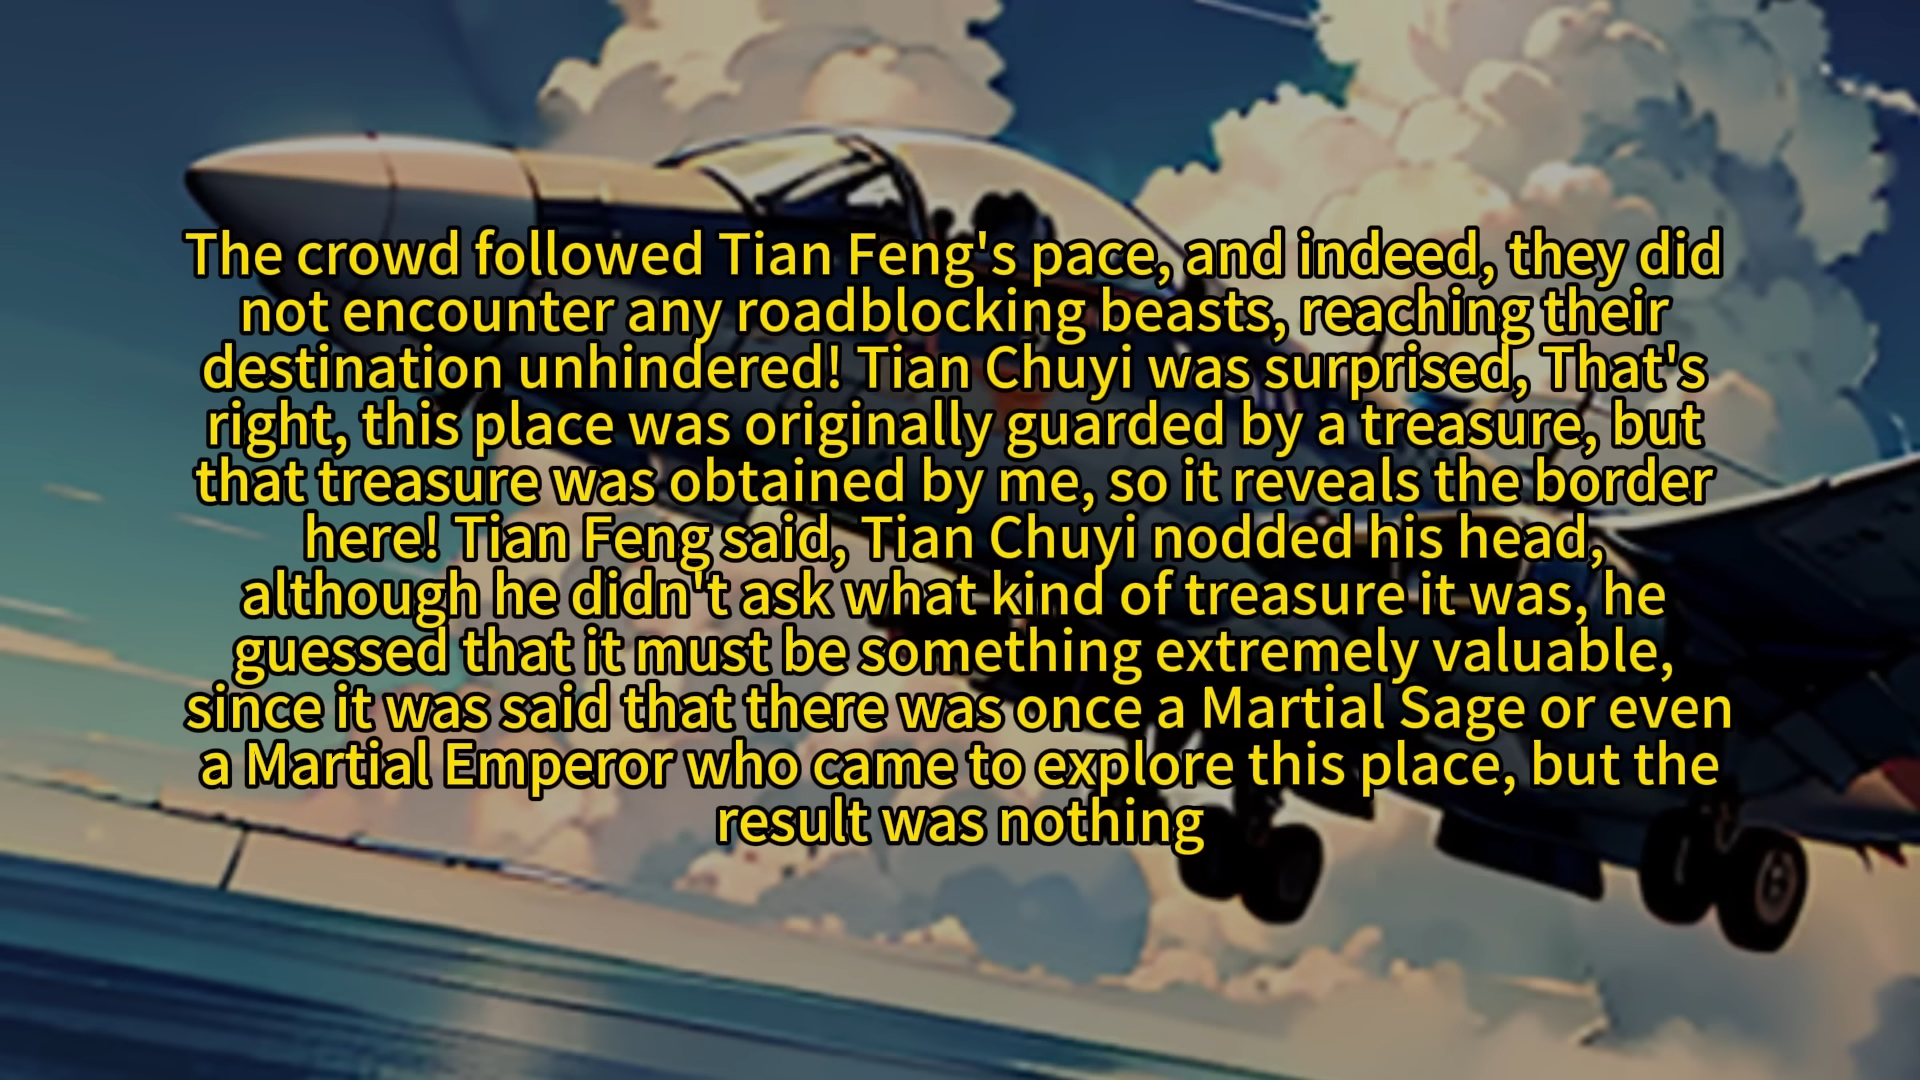 The crowd followed Tian Feng's pace, and indeed, they did
not encounter any roadblocking beasts, reaching their
destination unhindered! Tian Chuyi was surprised, That's
right, this place was originally guarded by a treasure, but
that treasure was obtained by me, so it reveals the border
here! Tian Feng said, Tian Chuyi nodded his head,
although he didn't ask what kind of treasure it was, he
guessed that it must be something extremely valuable,
since it was said that there was once a Martial Sage or even
a Martial Emperor who came to explore this place, but the
result was nothing